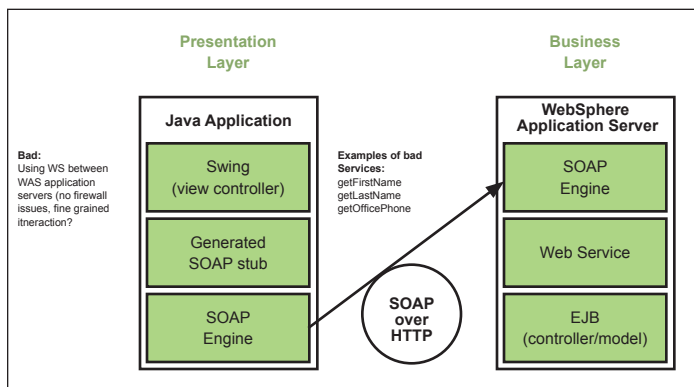 Presentation
Layer
Business
Layer
Java Application
WebSphere
Application Server
Bad:
Using WS between
WAS application
servers (no firewall
issues, fine grained
itneraction?
Swing
(view controller)
Generated
SOAP stub
SOAP
Engine
Examples of bad
Services:
getFirstName
getLastName
getOfficePhone
SOAP
over
HTTP
SOAP
Engine
Web Service
EJB
(controller/model)